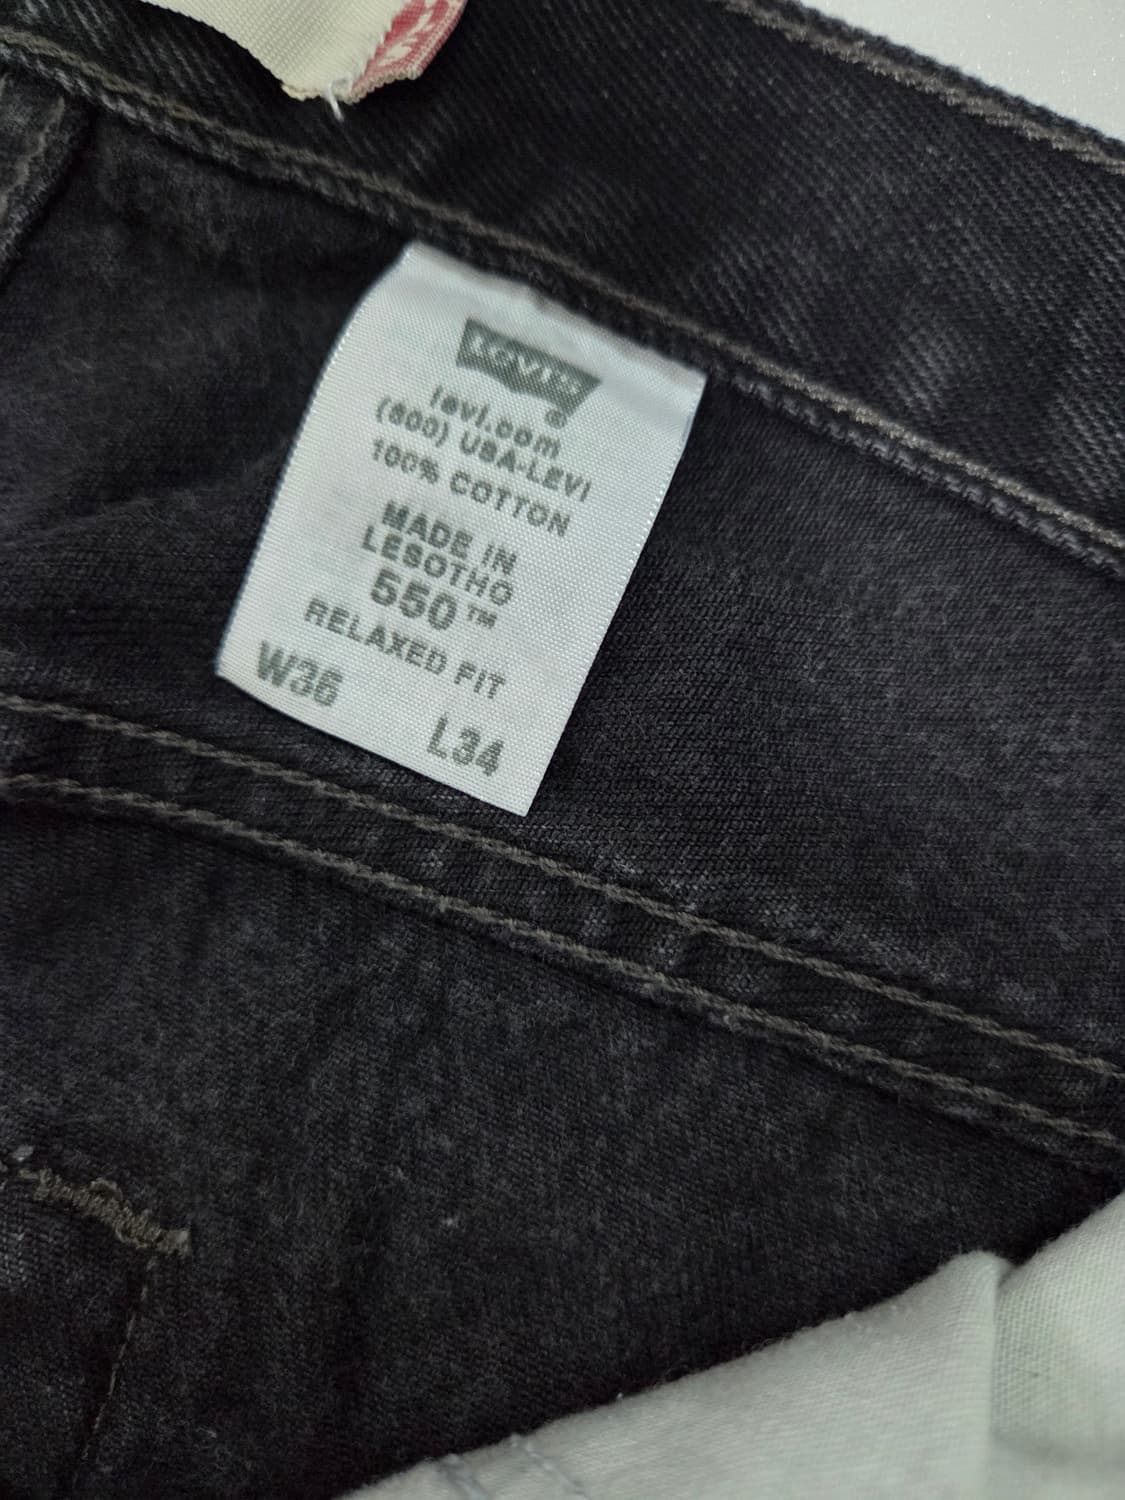 LEVI'S
®
levi.com
(800) USA-LEVI
100% COTTON
MADE IN
LESOTHO
550™
RELAXED FIT
W36
L34